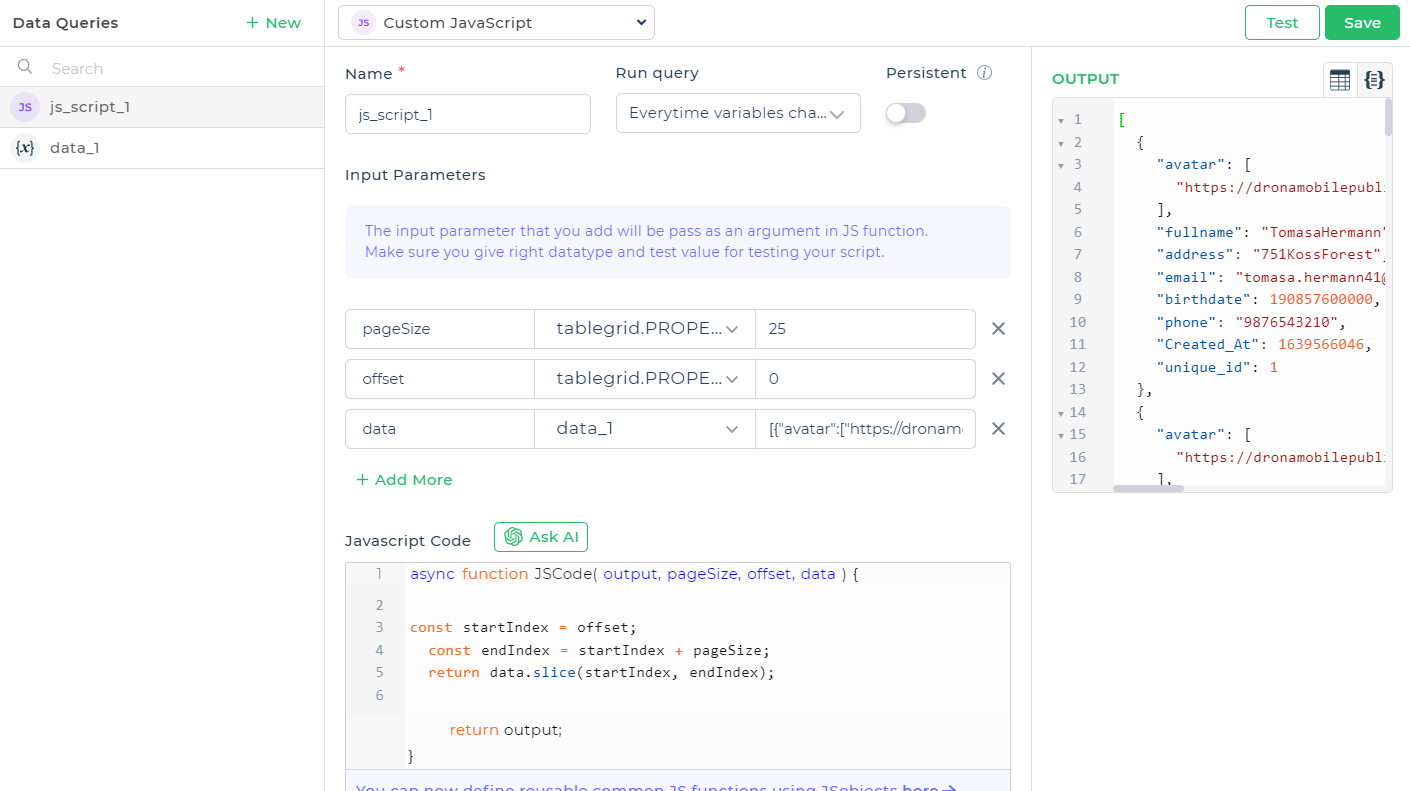 Data Queries
+ New
Search
JS js_script_1
{x} data_1
JS Custom JavaScript
Test
Save
Name *
Run query
Persistent i
js_script_1
Everytime variables cha...
Input Parameters
The input parameter that you add will be pass as an argument in JS function.
Make sure you give right datatype and test value for testing your script.
pageSize tablegrid.PROPE... 25
offset tablegrid.PROPE... 0
data data_1 [{"avatar":["https://dronam
+ Add More
Javascript Code
Ask AI
1 async function JSCode( output, pageSize, offset, data ) {
2
3 const startIndex = offset;
4 const endIndex = startIndex + pageSize;
5 return data.slice(startIndex, endIndex);
6
return output;
}
You can now define reusable common JS functions using JSobjects here→
OUTPUT
1 [
2 {
3 "avatar": [
4 "https://dronamobilepubl
5 ],
6 "fullname": "TomasaHermann"
7 "address": "751KossForest",
8 "email": "tomasa.hermann41@
9 "birthdate": 190857600000,
10 "phone": "9876543210",
11 "Created_At": 1639566046,
12 "unique_id": 1
13 },
14 {
15 "avatar": [
16 "https://dronamobilepubl
17 ],